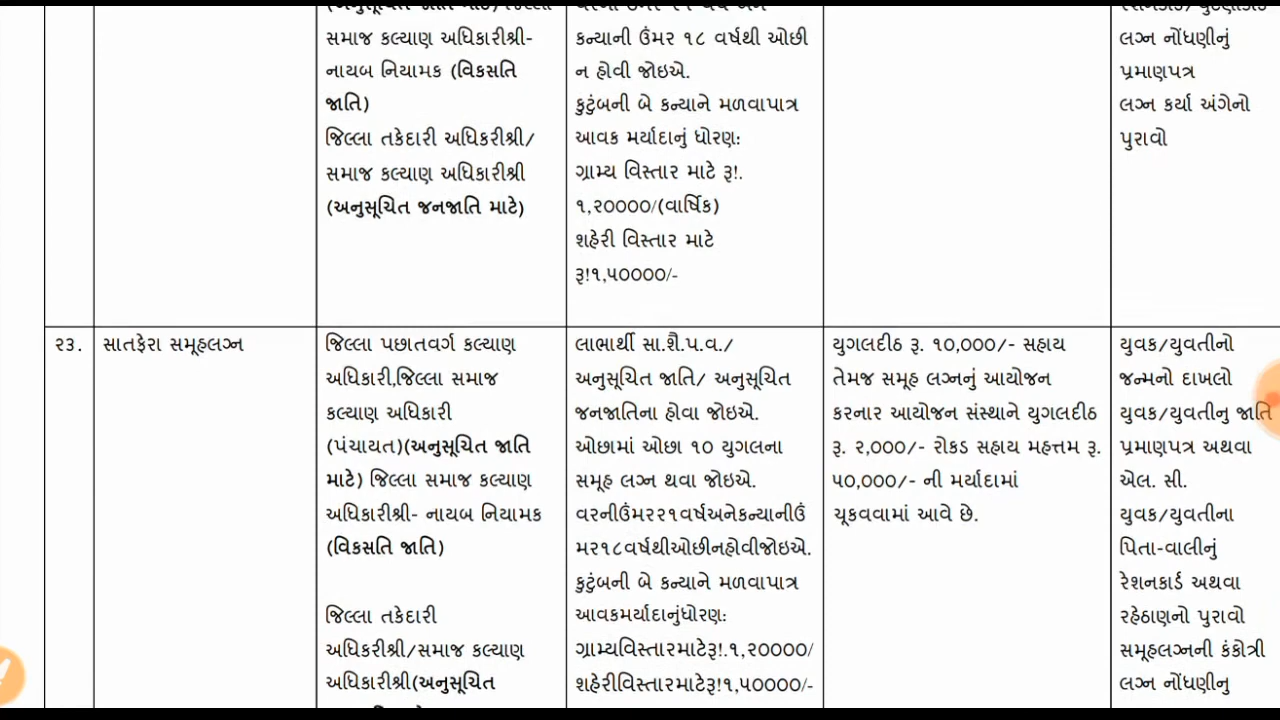 સમાજ કલ્યાણ અધિકારીશ્રી-
નાયબ નિયામક (વિકસતિ
જાતિ)
જિલ્લા તકેદારી અધિકરીશ્રી/
સમાજ કલ્યાણ અધિકારીશ્રી
(અનુસૂચિત જનજાતિ માટે)
કન્યાની ઉંમર ૧૮ વર્ષથી ઓછી
ન હોવી જોઇએ.
કુટુંબની બે કન્યાને મળવાપાત્ર
આવક મર્યાદાનું ધોરણ:
ગ્રામ્ય વિસ્તાર માટે રૂ!.
૧,૨૦૦૦૦/(વાર્ષિક)
શહેરી વિસ્તાર માટે
રૂ!૧,૫૦૦૦૦/-
લગ્ન નોંધણીનું
પ્રમાણપત્ર
લગ્ન કર્યા અંગેનો
પુરાવો
૨૩.
સાતફેરા સમૂહલગ્ન
જિલ્લા પછાતવર્ગ કલ્યાણ
અધિકારી,જિલ્લા સમાજ
કલ્યાણ અધિકારી
(પંચાયત)(અનુસૂચિત જાતિ
માટે) જિલ્લા સમાજ કલ્યાણ
અધિકારીશ્રી- નાયબ નિયામક
(વિકસતિ જાતિ)
જિલ્લા તકેદારી
અધિકરીશ્રી/સમાજ કલ્યાણ
અધિકારીશ્રી(અનુસૂચિત
લાભાર્થી સા.શૈ.પ.વ./
અનુસૂચિત જાતિ/ અનુસૂચિત
જનજાતિના હોવા જોઇએ.
ઓછામાં ઓછા ૧૦ યુગલના
સમૂહ લગ્ન થવા જોઇએ.
વરનીઉંમર૨૧વર્ષઅનેકન્યાનીઉં
મર૧૮વર્ષથીઓછીનહોવીજોઇએ.
કુટુંબની બે કન્યાને મળવાપાત્ર
આવકમર્યાદાનુંધોરણ:
ગ્રામ્યવિસ્તારમાટેરૂ!.૧,૨૦૦૦૦/
શહેરીવિસ્તારમાટેરૂ!૧,૫૦૦૦૦/-
યુગલદીઠ રૂ. ૧૦,૦૦૦/- સહાય
તેમજ સમૂહ લગ્નનું આયોજન
કરનાર આયોજન સંસ્થાને યુગલદીઠ
રૂ. ૨,૦૦૦/- રોકડ સહાય મહત્તમ રૂ.
૫૦,૦૦૦/- ની મર્યાદામાં
ચૂકવવામાં આવે છે.
યુવક/યુવતીનો
જન્મનો દાખલો
યુવક/યુવતીનુ જાતિ
પ્રમાણપત્ર અથવા
એલ. સી.
યુવક/યુવતીના
પિતા-વાલીનું
રેશનકાર્ડ અથવા
રહેઠાણનો પુરાવો
સમૂહલગ્નની કંકોત્રી
લગ્ન નોંધણીનુ